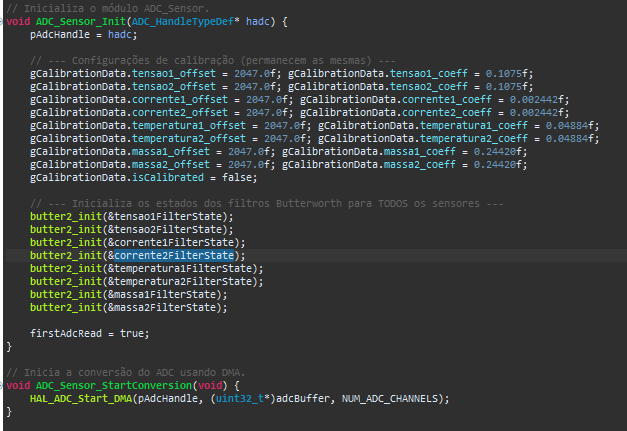 // Inicializa o módulo ADC_Sensor.
void ADC_Sensor_Init(ADC_HandleTypeDef* hadc) {
pAdcHandle = hadc;
// --- Configurações de calibração (permanecem as mesmas) ---
gCalibrationData.tensao1_offset = 2047.0f; gCalibrationData.tensao1_coeff = 0.1075f;
gCalibrationData.tensao2_offset = 2047.0f; gCalibrationData.tensao2_coeff = 0.1075f;
gCalibrationData.corrente1_offset = 2047.0f; gCalibrationData.corrente1_coeff = 0.002442f;
gCalibrationData.corrente2_offset = 2047.0f; gCalibrationData.corrente2_coeff = 0.002442f;
gCalibrationData.temperatura1_offset = 2047.0f; gCalibrationData.temperatura1_coeff = 0.04884f;
gCalibrationData.temperatura2_offset = 2047.0f; gCalibrationData.temperatura2_coeff = 0.04884f;
gCalibrationData.massa1_offset = 2047.0f; gCalibrationData.massa1_coeff = 0.24420f;
gCalibrationData.massa2_offset = 2047.0f; gCalibrationData.massa2_coeff = 0.24420f;
gCalibrationData.isCalibrated = false;
// --- Inicializa os estados dos filtros Butterworth para TODOS os sensores ---
butter2_init(&tensao1FilterState);
butter2_init(&tensao2FilterState);
butter2_init(&corrente1FilterState);
butter2_init(&corrente2FilterState);
butter2_init(&temperatura1FilterState);
butter2_init(&temperatura2FilterState);
butter2_init(&massa1FilterState);
butter2_init(&massa2FilterState);
firstAdcRead = true;
}
// Inicia a conversão do ADC usando DMA.
void ADC_Sensor_StartConversion(void) {
HAL_ADC_Start_DMA(pAdcHandle, (uint32_t*)adcBuffer, NUM_ADC_CHANNELS);
}